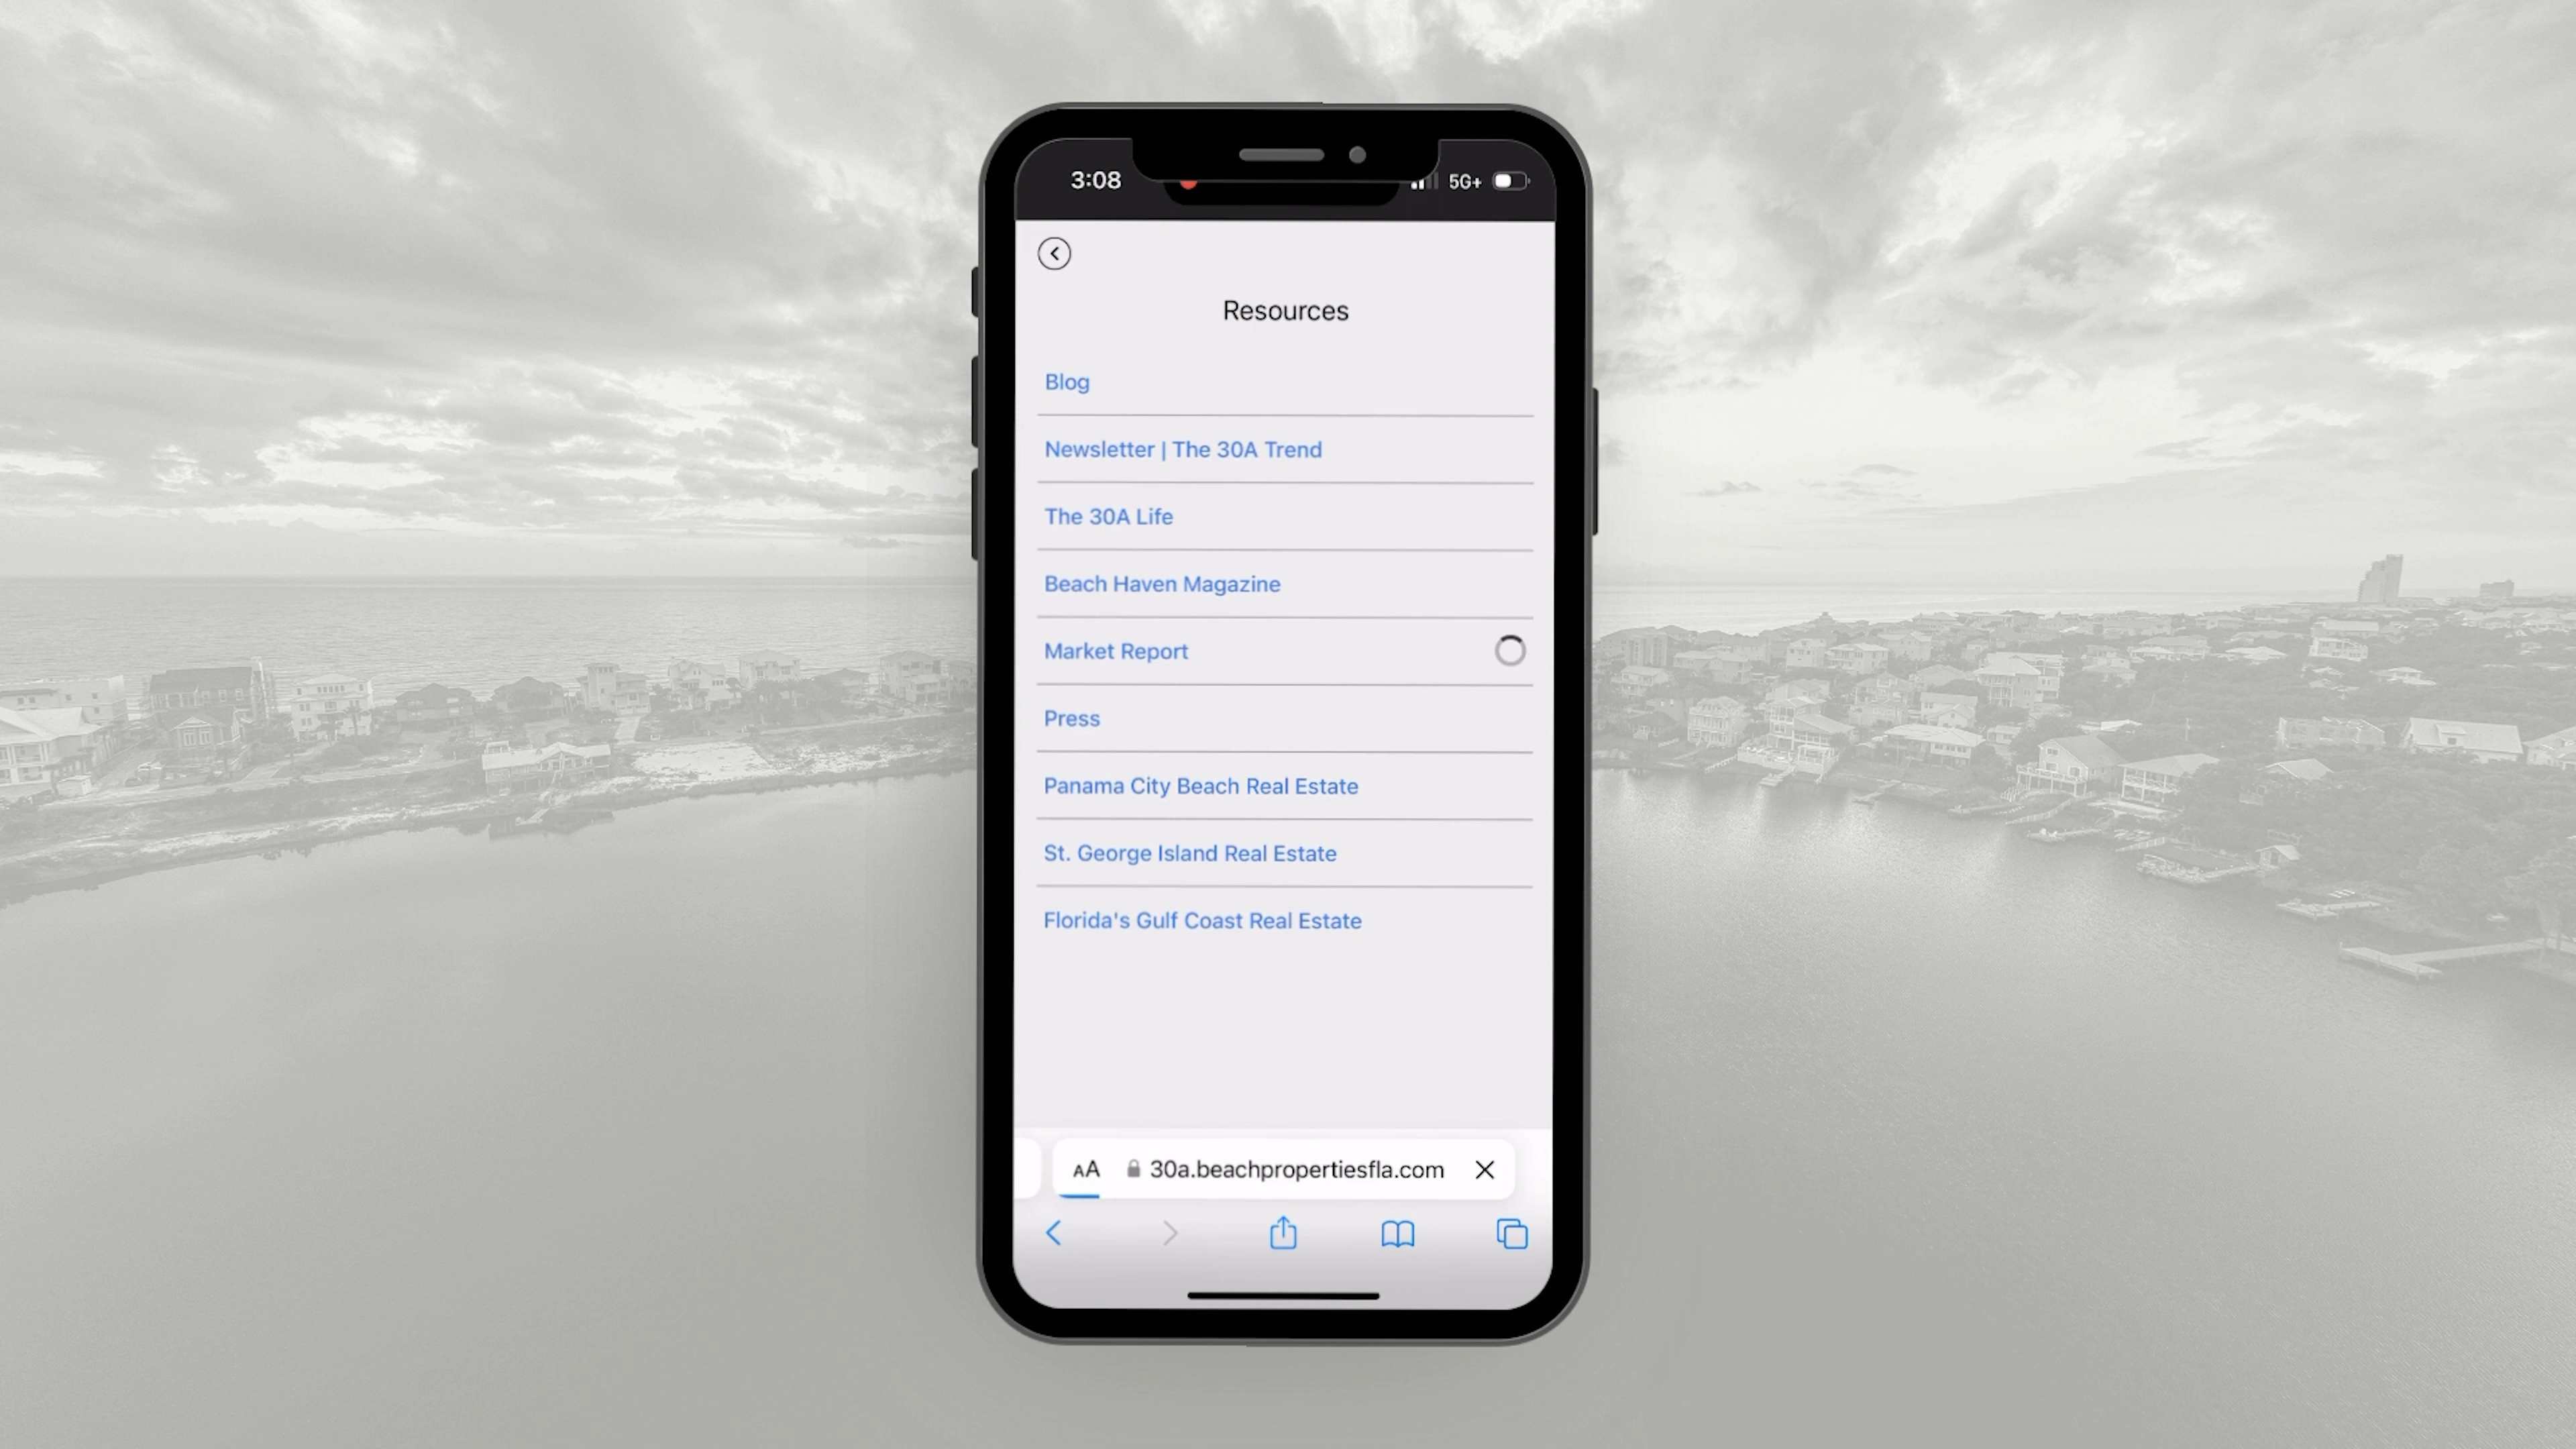 3:08
5G+
Resources
Blog
Newsletter | The 30A Trend
The 30A Life
Beach Haven Magazine
Market Report
Press
Panama City Beach Real Estate
St. George Island Real Estate
Florida's Gulf Coast Real Estate
AA 30a.beachpropertiesfla.com